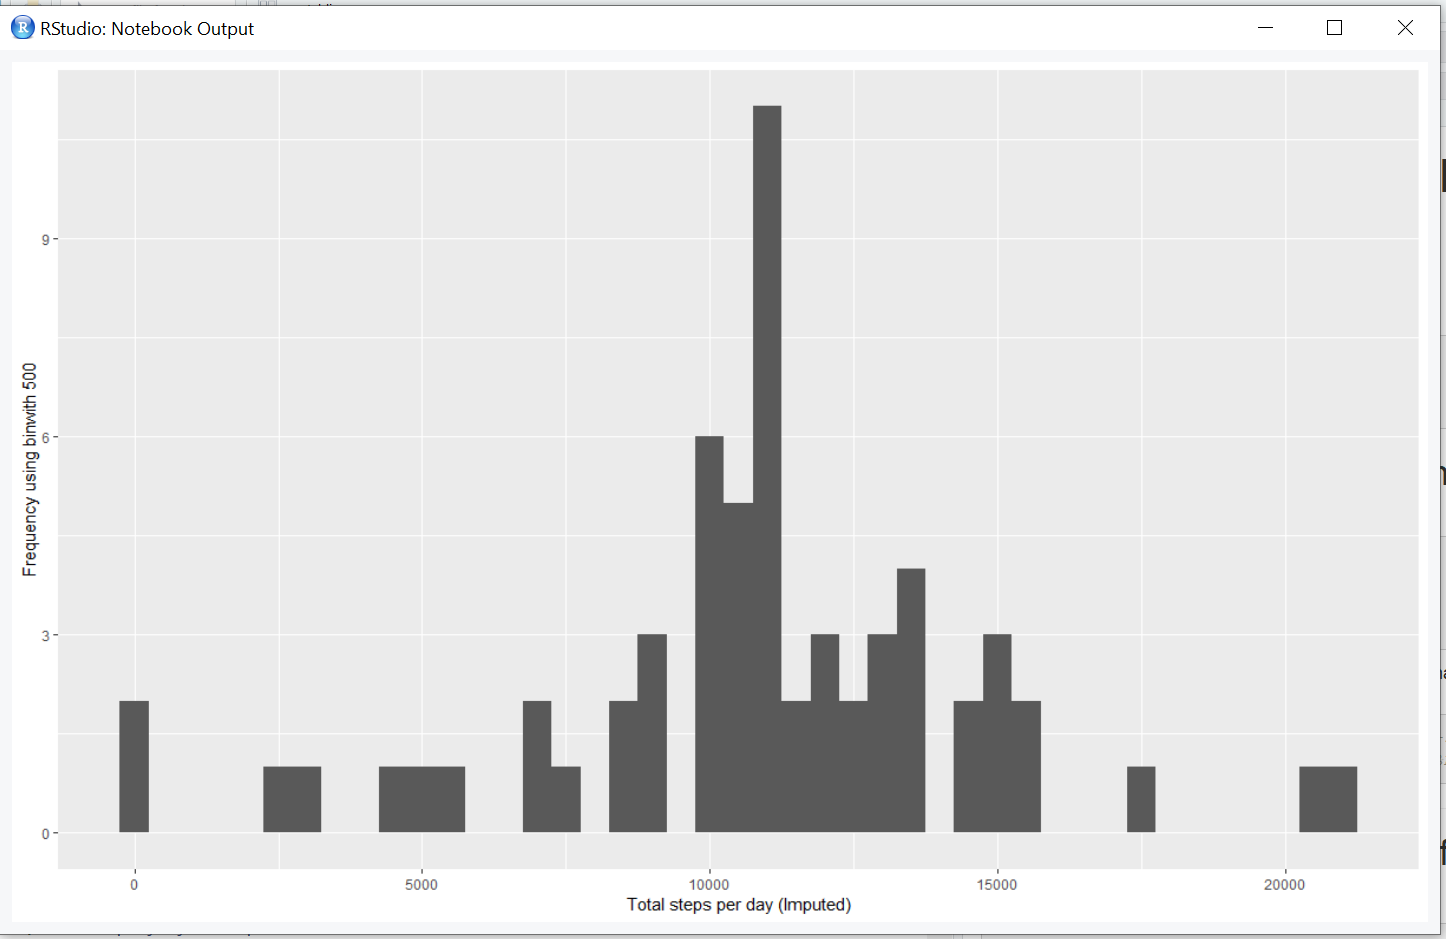 RStudio: Notebook Output
9
6
3
0
Frequency using binwith 500
0 5000 10000 15000 20000
Total steps per day (Imputed)